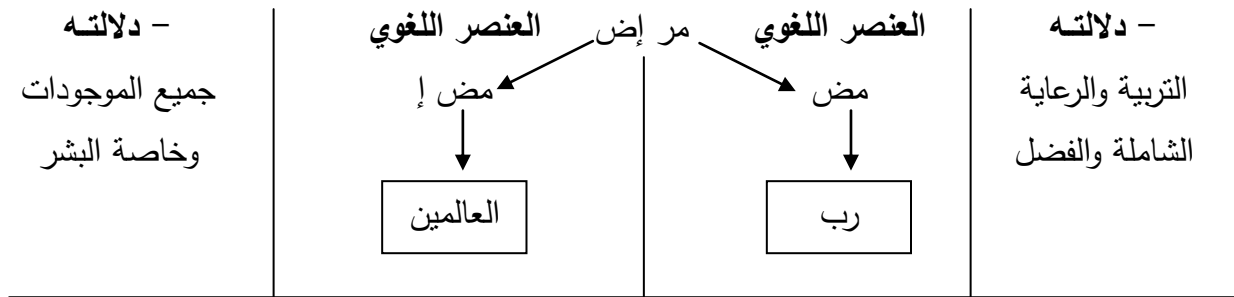 - دلالتـه العنصر اللغوي مر إض العنصر اللغوي - دلالتـه
التربية والرعاية مض مض إ جميع الموجودات
الشاملة والفضل وخاصة البشر
رب العالمين